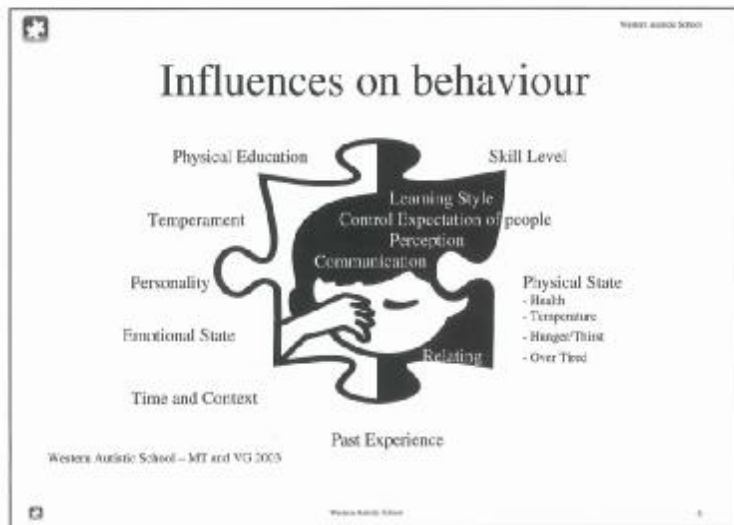 Western Autistic School
Influences on behaviour
Physical Education
Skill Level
Learning Style
Temperament
Control Expectation of people
Perception
Communication
Personality
Physical State
- Health
- Temperature
- Hunger/Thirst
- Over Tired
Emotional State
Relating
Time and Context
Past Experience
Western Autistic School – MT and VG 2003
Western Autistic School